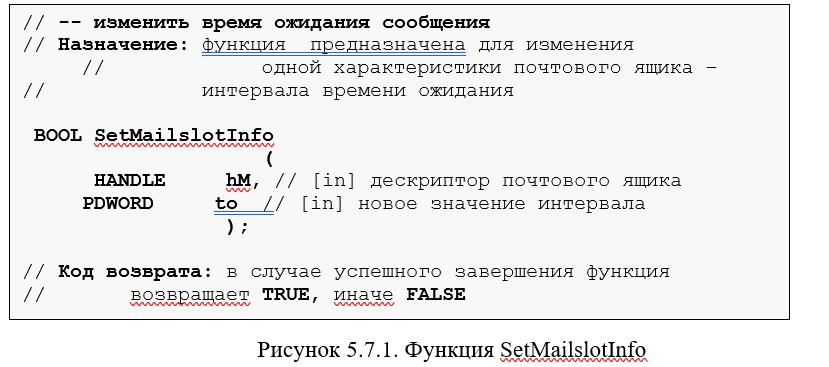 // -- изменить время ожидания сообщения
// Назначение: функция предназначена для изменения
// одной характеристики почтового ящика –
// интервала времени ожидания
BOOL SetMailslotInfo
(
HANDLE hM, // [in] дескриптор почтового ящика
PDWORD to // [in] новое значение интервала
);
// Код возврата: в случае успешного завершения функция
// возвращает TRUE, иначе FALSE
Рисунок 5.7.1. Функция SetMailslotInfo